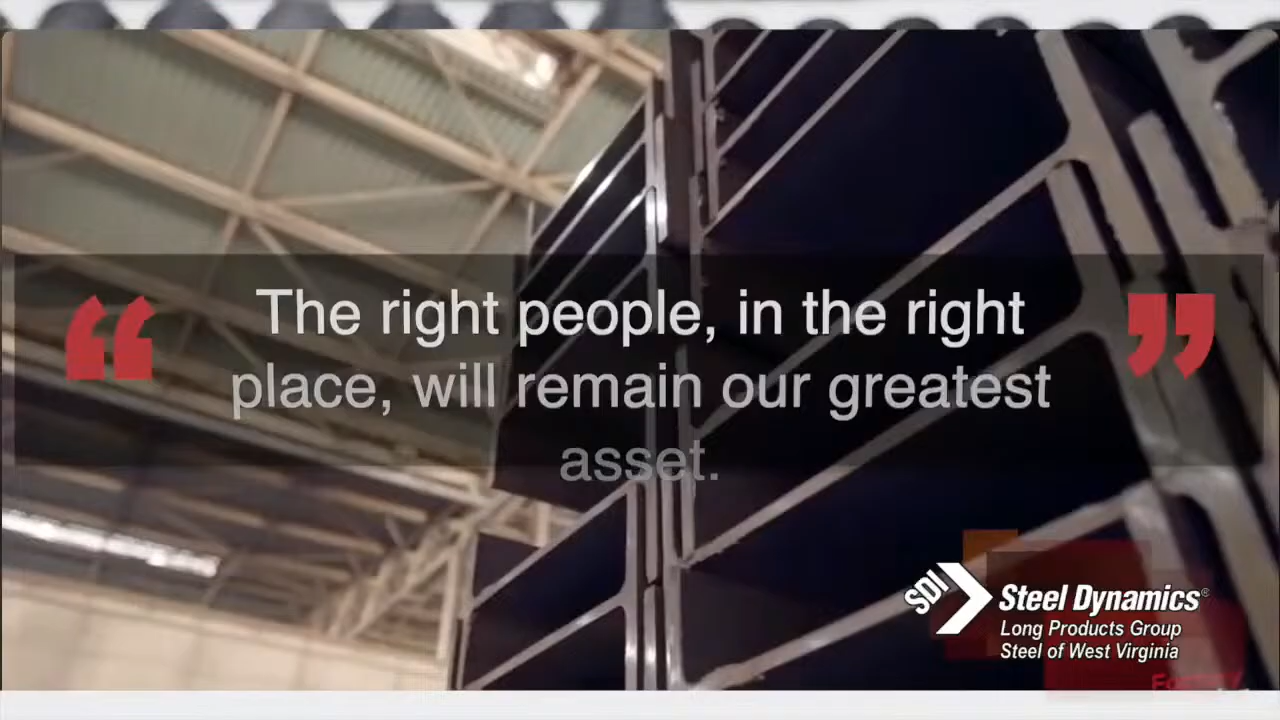 The right people, in the right
place, will remain our greatest
asset.
SDI Steel Dynamics®
Long Products Group
Steel of West Virginia